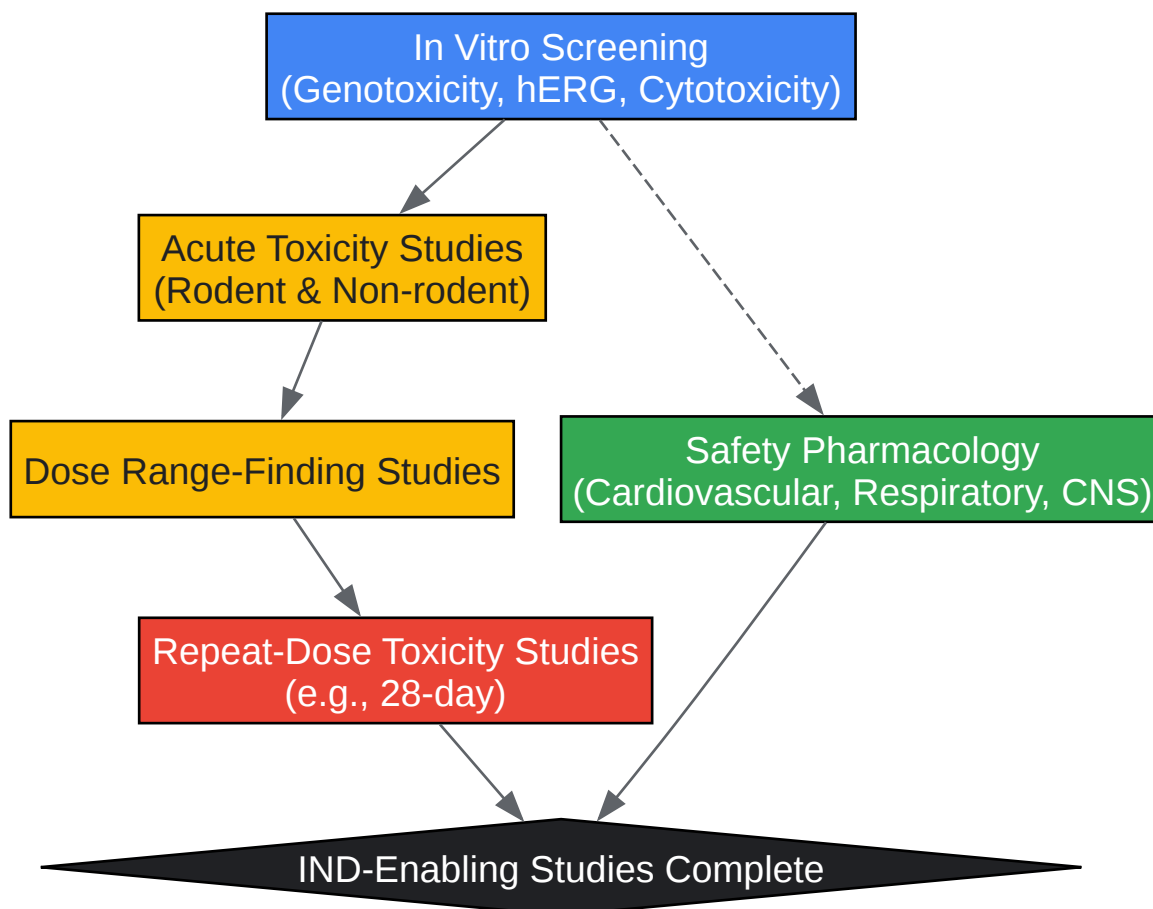 In Vitro Screening
(Genotoxicity, hERG, Cytotoxicity)
Acute Toxicity Studies
(Rodent & Non-rodent)
Dose Range-Finding Studies
Safety Pharmacology
(Cardiovascular, Respiratory, CNS)
Repeat-Dose Toxicity Studies
(e.g., 28-day)
IND-Enabling Studies Complete